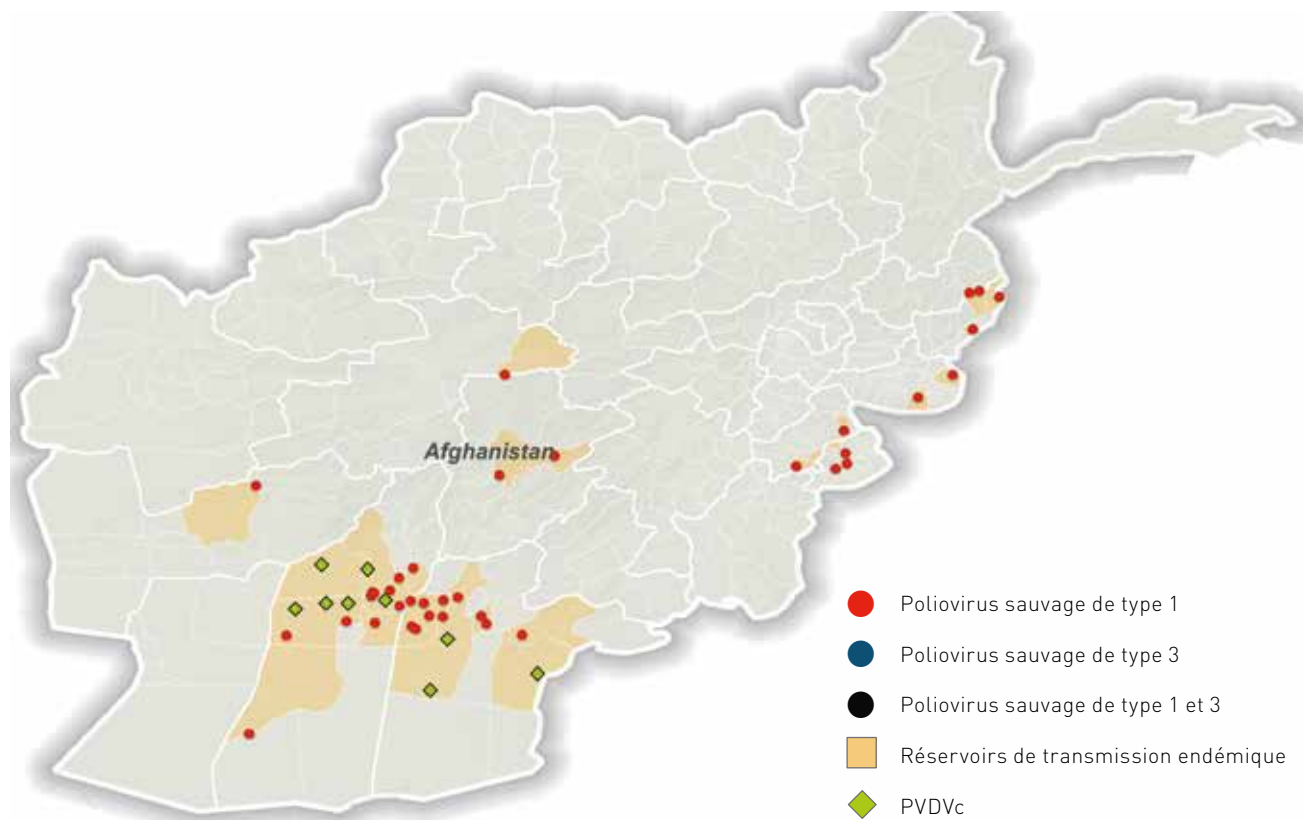 Afghanistan
Poliovirus sauvage de type 1
Poliovirus sauvage de type 3
Poliovirus sauvage de type 1 et 3
Réservoirs de transmission endémique
PVDVc